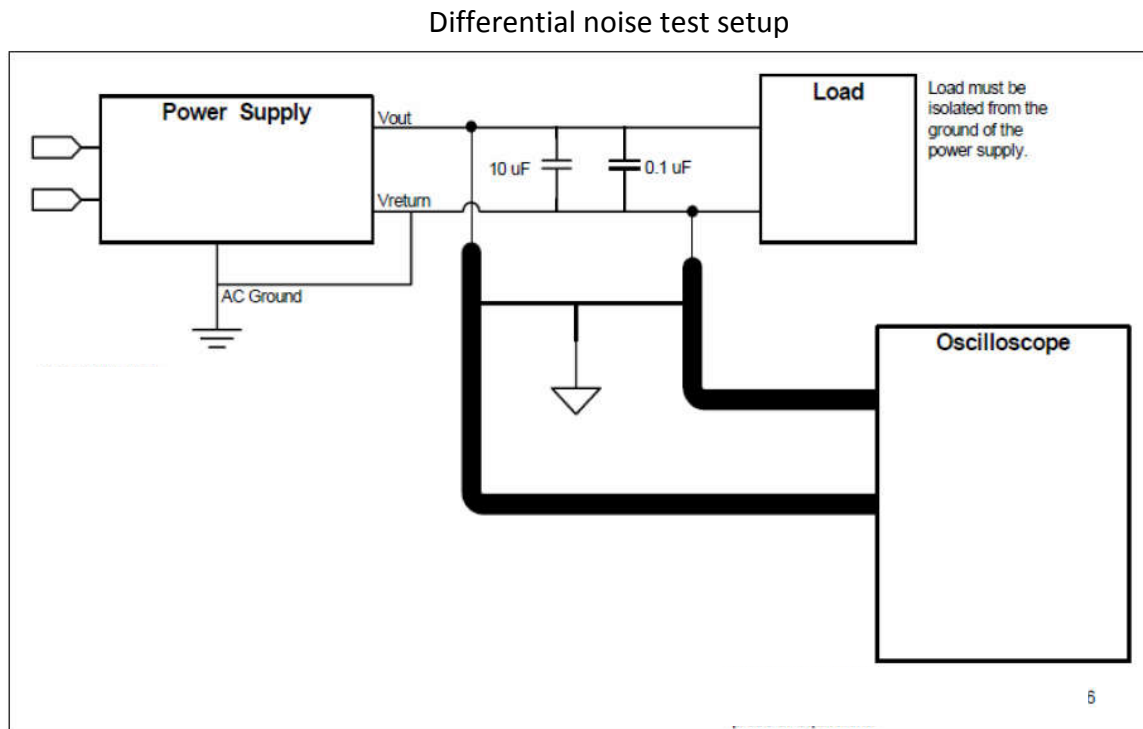 Differential noise test setup
Power Supply
Vout
Vreturn
AC Ground
10 uF
0.1 uF
Load
Load must be
isolated from the
ground of the
power supply.
Oscilloscope
6